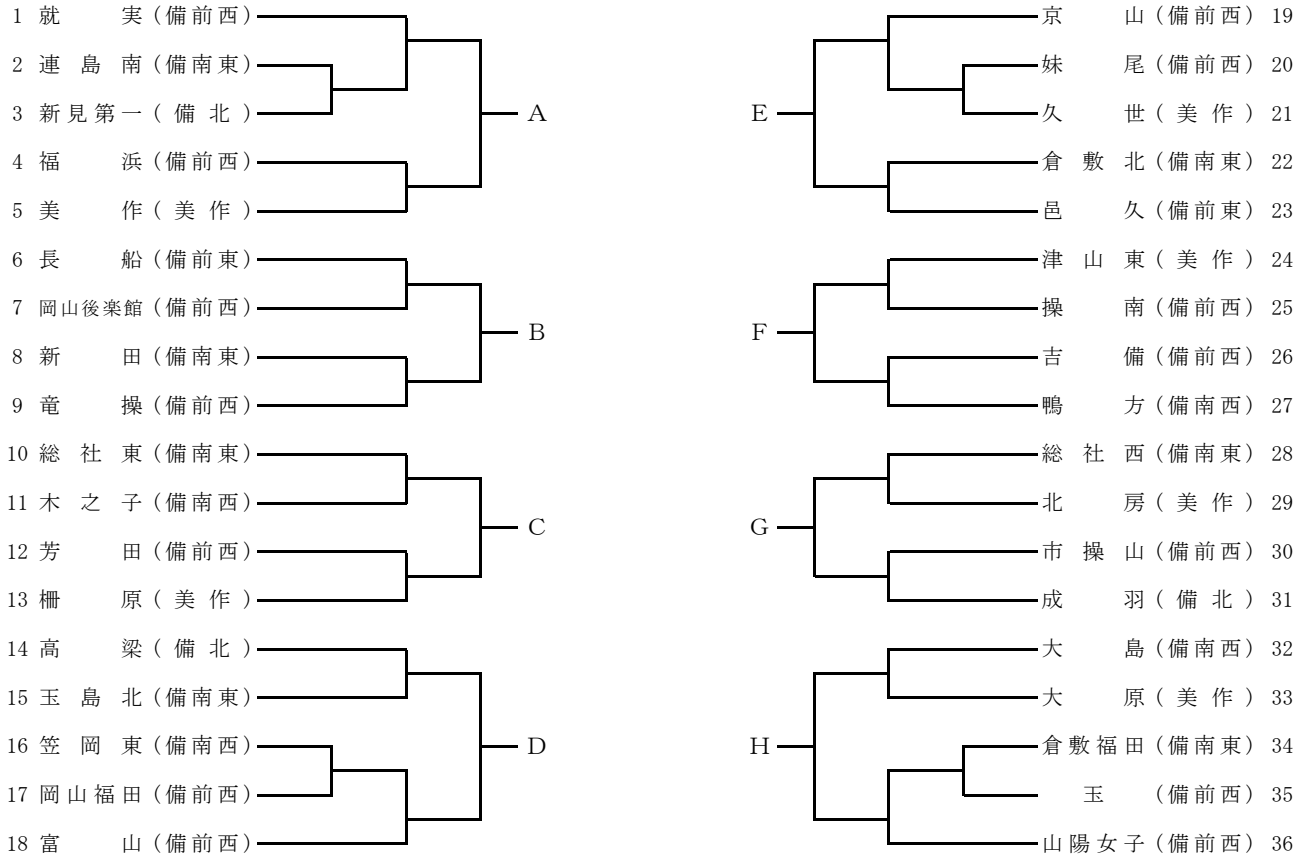 1 就実(備前西)
2 連島南(備南東)
3 新見第一(備北)
A
4 福浜(備前西)
5 美作(美作)
6 長船(備前東)
7 岡山後楽館(備前西)
B
8 新田(備南東)
9 竜操(備前西)
10 総社東(備南東)
11 木之子(備南西)
C
12 芳田(備前西)
13 柵原(美作)
14 高梁(備北)
15 玉島北(備南東)
16 笠岡東(備南西)
D
17 岡山福田(備前西)
18 富山(備前西)
京山(備前西) 19
妹尾(備前西) 20
E
久世(美作) 21
倉敷北(備南東) 22
邑久(備前東) 23
津山東(美作) 24
操南(備前西) 25
F
吉備(備前西) 26
鴨方(備南西) 27
総社西(備南東) 28
北房(美作) 29
G
市操山(備前西) 30
成羽(備北) 31
大島(備南西) 32
大原(美作) 33
H
倉敷福田(備南東) 34
玉(備前西) 35
山陽女子(備前西) 36